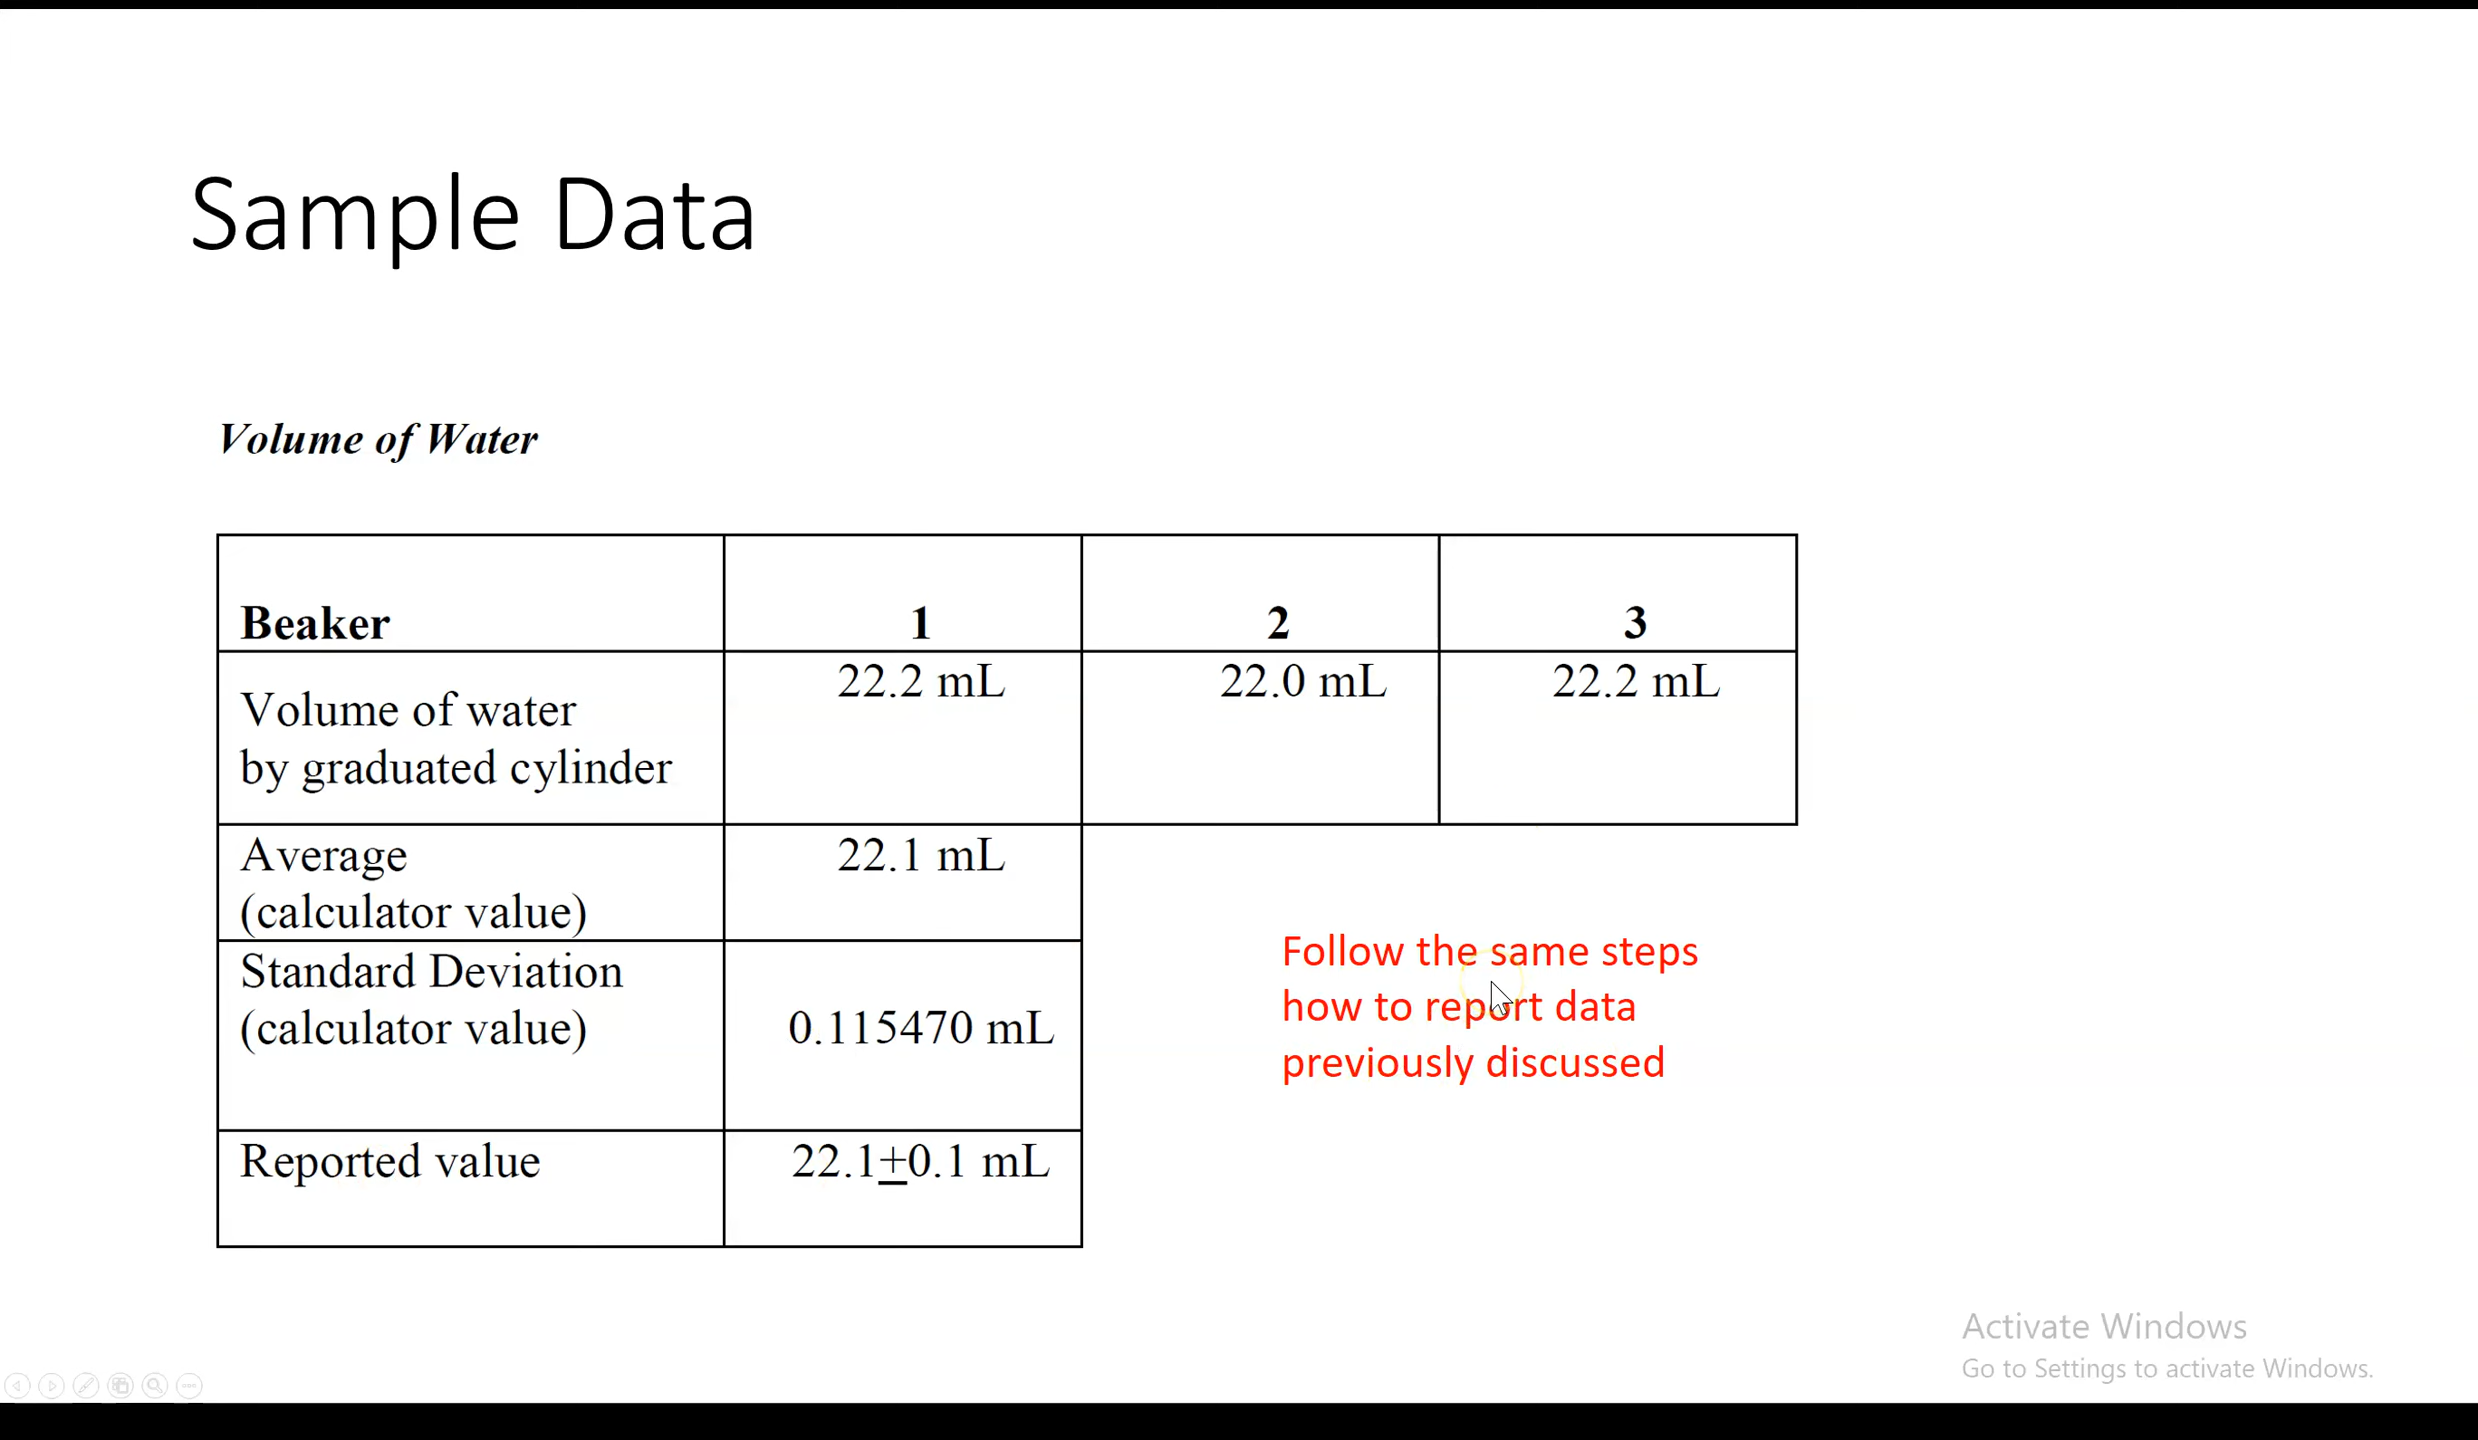 Sample Data
Volume of Water
Beaker 1 2 3
Volume of water
by graduated cylinder
22.2 mL 22.0 mL 22.2 mL
Average
(calculator value)
22.1 mL
Standard Deviation
(calculator value)
0.115470 mL
Reported value 22.1±0.1 mL
Follow the same steps
how to report data
previously discussed
Activate Windows
Go to Settings to activate Windows.